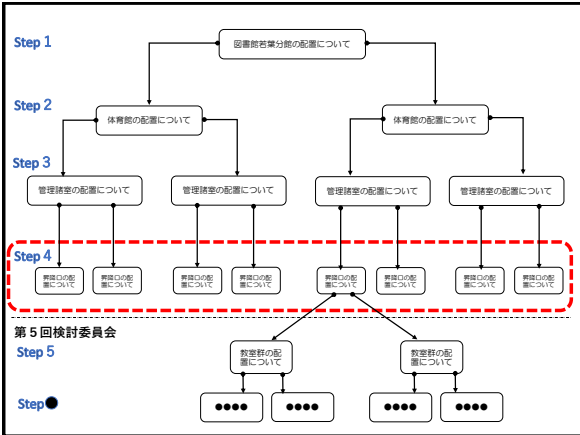 Step 1
図書館若葉分館の配置について
Step 2
体育館の配置について
体育館の配置について
Step 3
管理諸室の配置について
管理諸室の配置について
管理諸室の配置について
管理諸室の配置について
Step 4
昇降口の配
置について
昇降口の配
置について
昇降口の配
置について
昇降口の配
置について
昇降口の配
置について
昇降口の配
置について
昇降口の配
置について
昇降口の配
置について
第５回検討委員会
Step 5
教室群の配
置について
教室群の配
置について
Step●
●●●●
●●●●
●●●●
●●●●